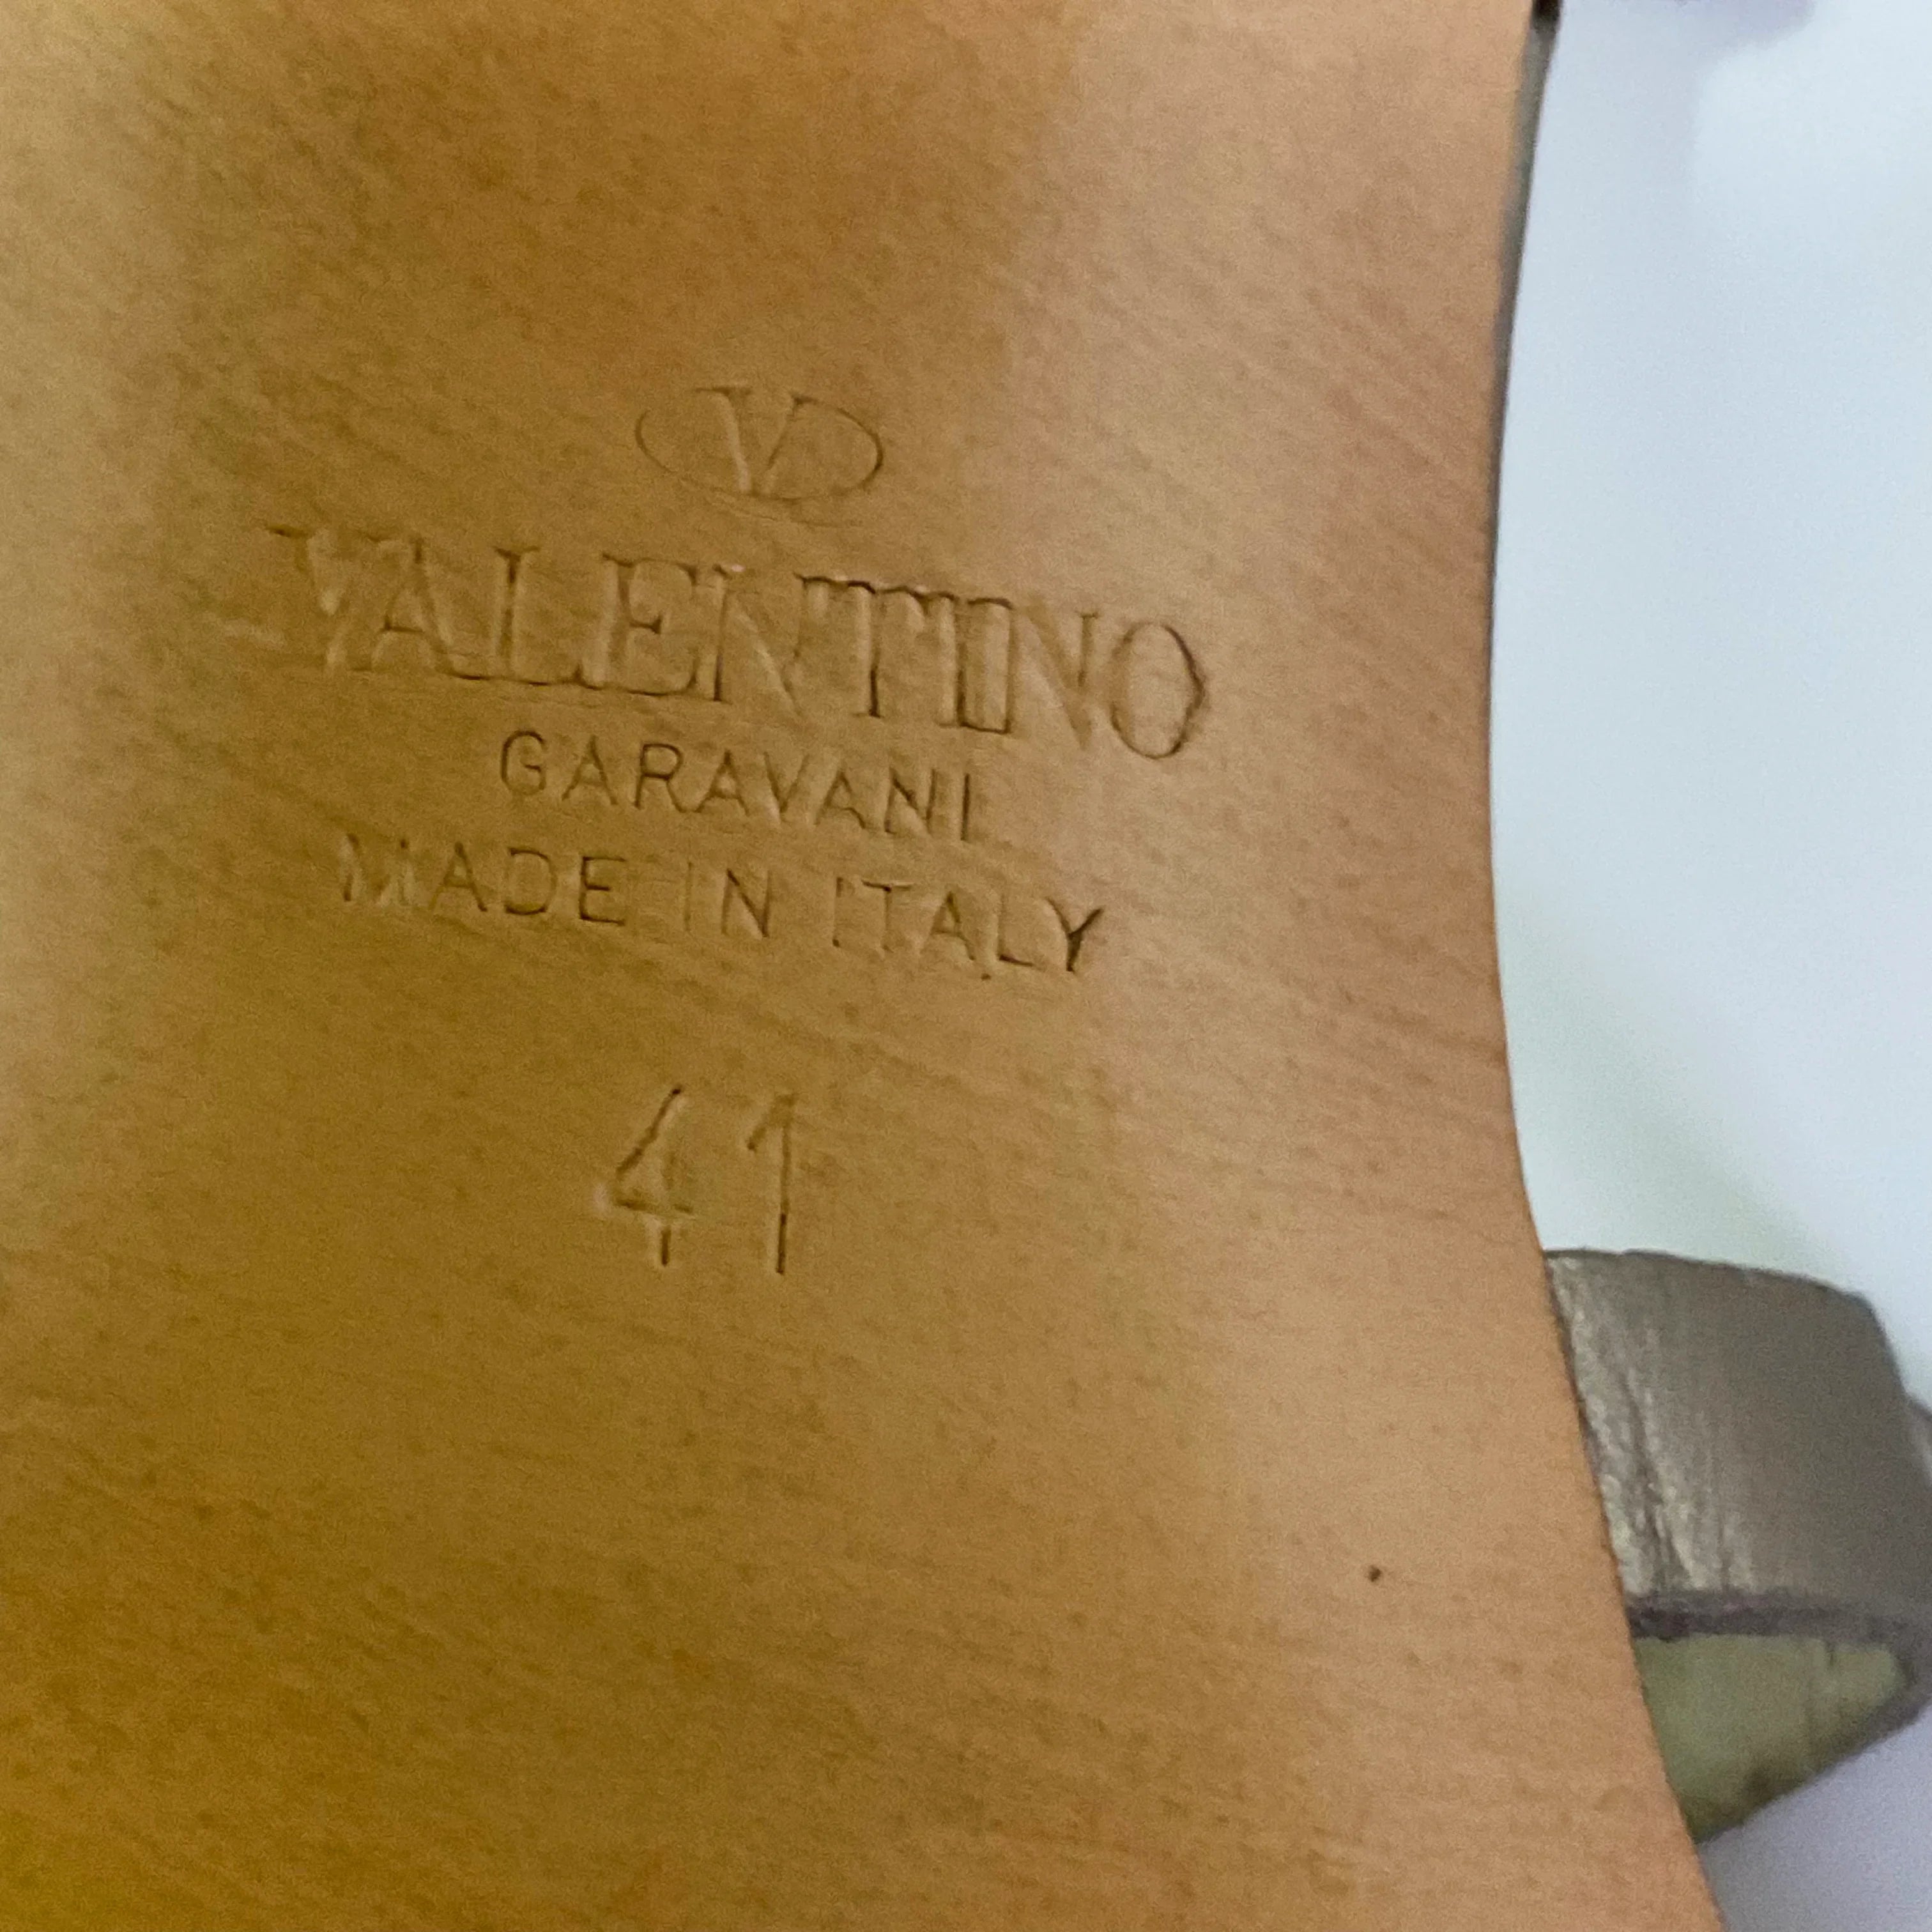 V
VALENTINO
GARAVANI
MADE IN ITALY
41